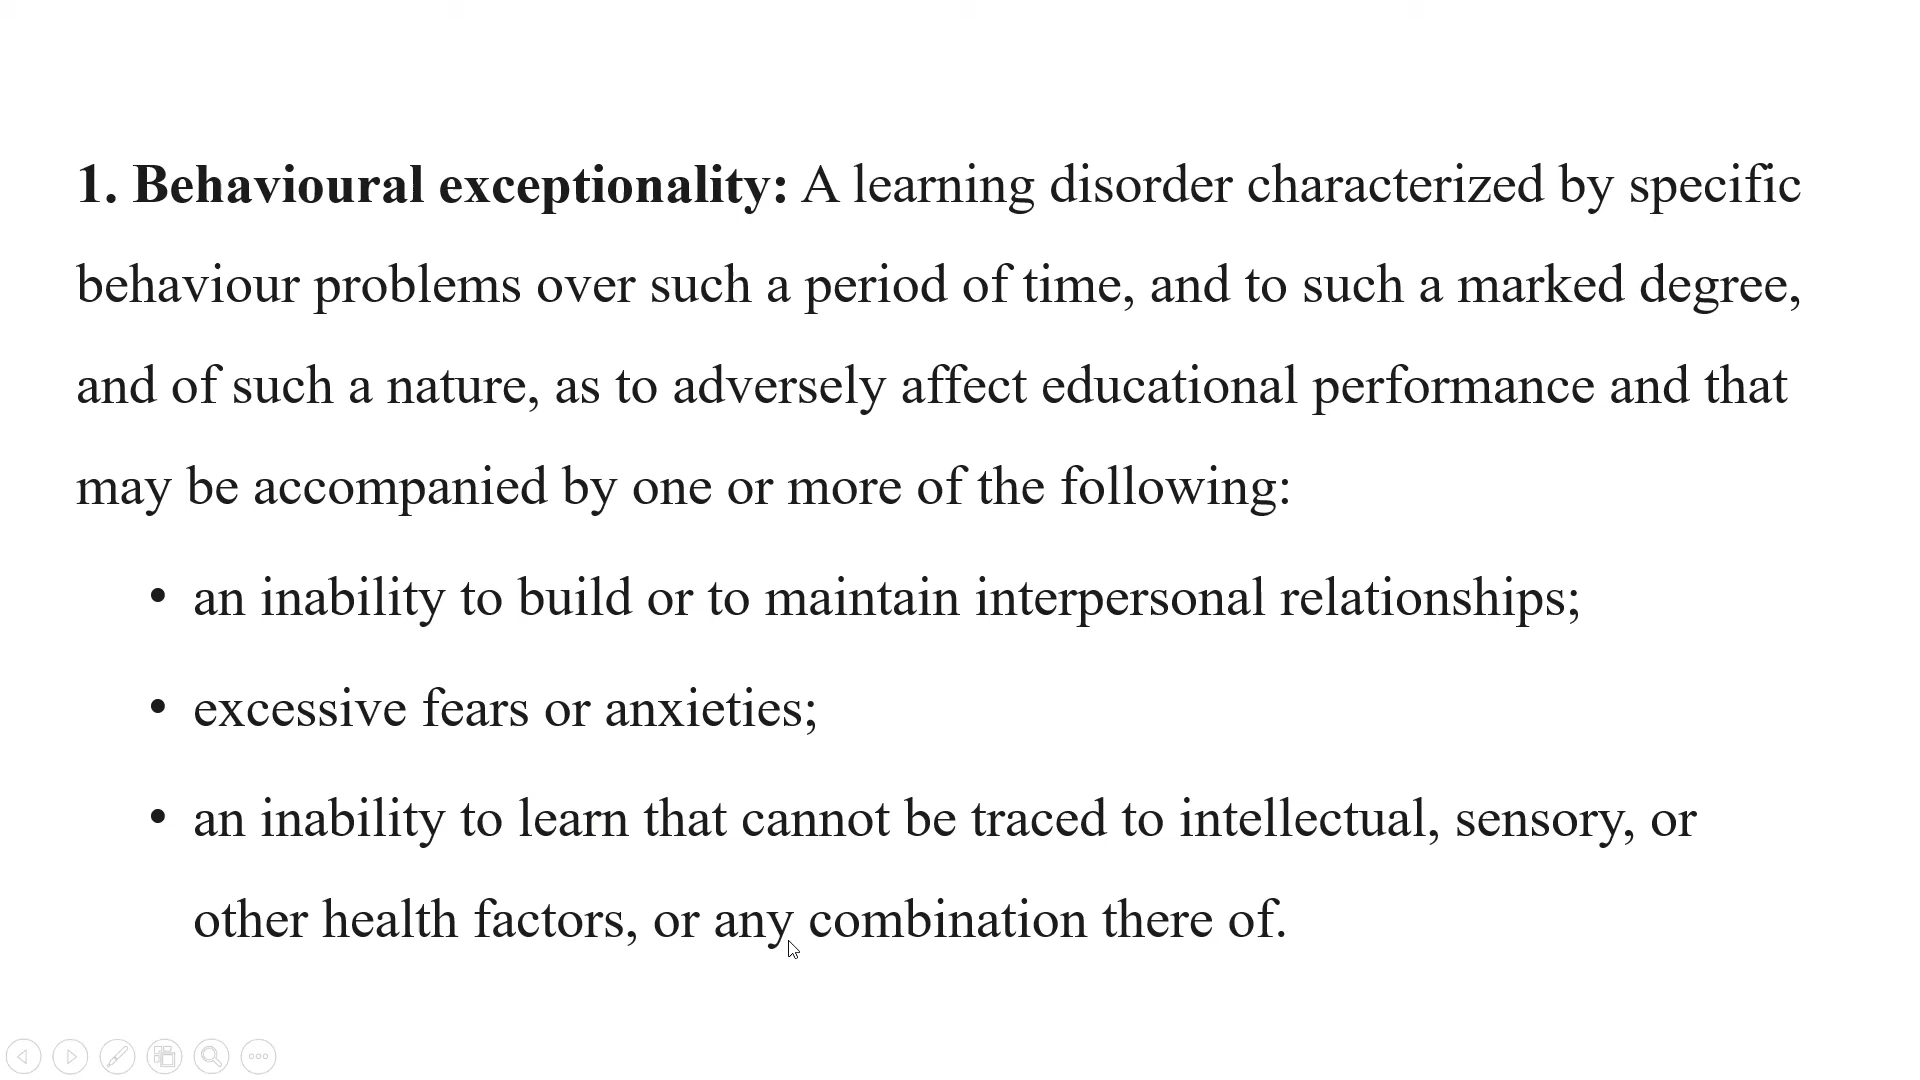 1. Behavioural exceptionality: A learning disorder characterized by specific
behaviour problems over such a period of time, and to such a marked degree,
and of such a nature, as to adversely affect educational performance and that
may be accompanied by one or more of the following:
• an inability to build or to maintain interpersonal relationships;
• excessive fears or anxieties;
• an inability to learn that cannot be traced to intellectual, sensory, or
other health factors, or any combination there of.